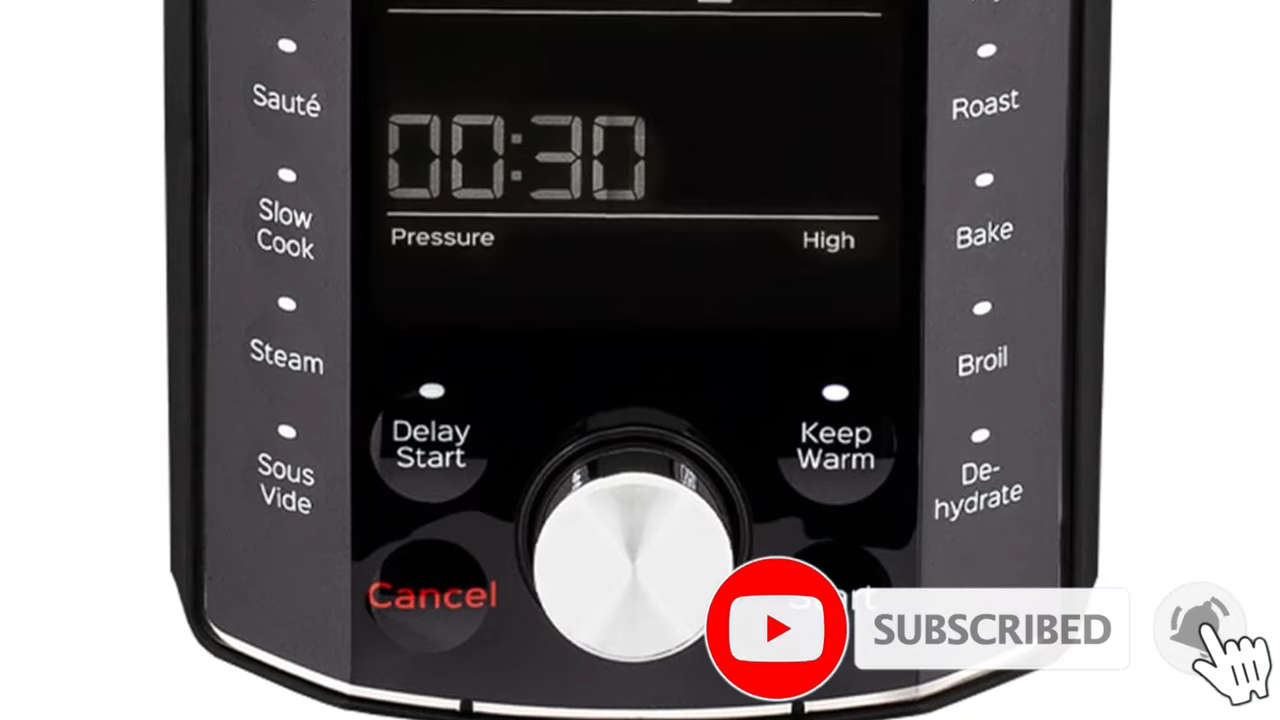 Sauté
Roast
00:30
Slow
Cook
Bake
Pressure
High
Steam
Broil
Delay
Start
Keep
Warm
Sous
Vide
De-
hydrate
Cancel
Start
SUBSCRIBED